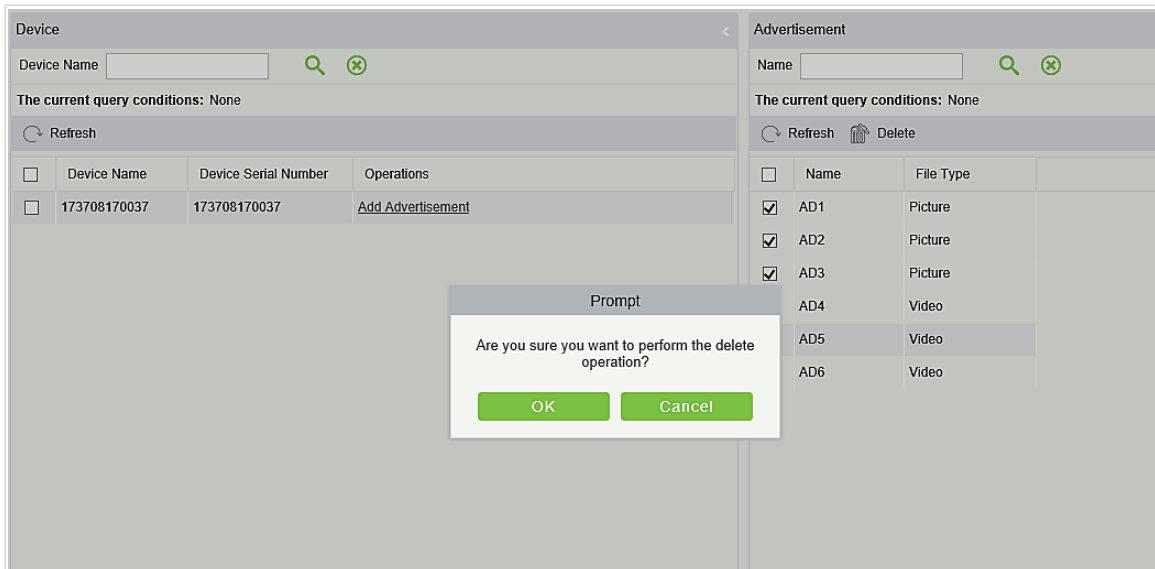 Device
Device Name
The current query conditions: None
Refresh
Device Name Device Serial Number Operations
173708170037 173708170037 Add Advertisement
Advertisement
Name
The current query conditions: None
Refresh Delete
Name File Type
AD1 Picture
AD2 Picture
AD3 Picture
AD4 Video
AD5 Video
AD6 Video
Prompt
Are you sure you want to perform the delete
operation?
OK Cancel